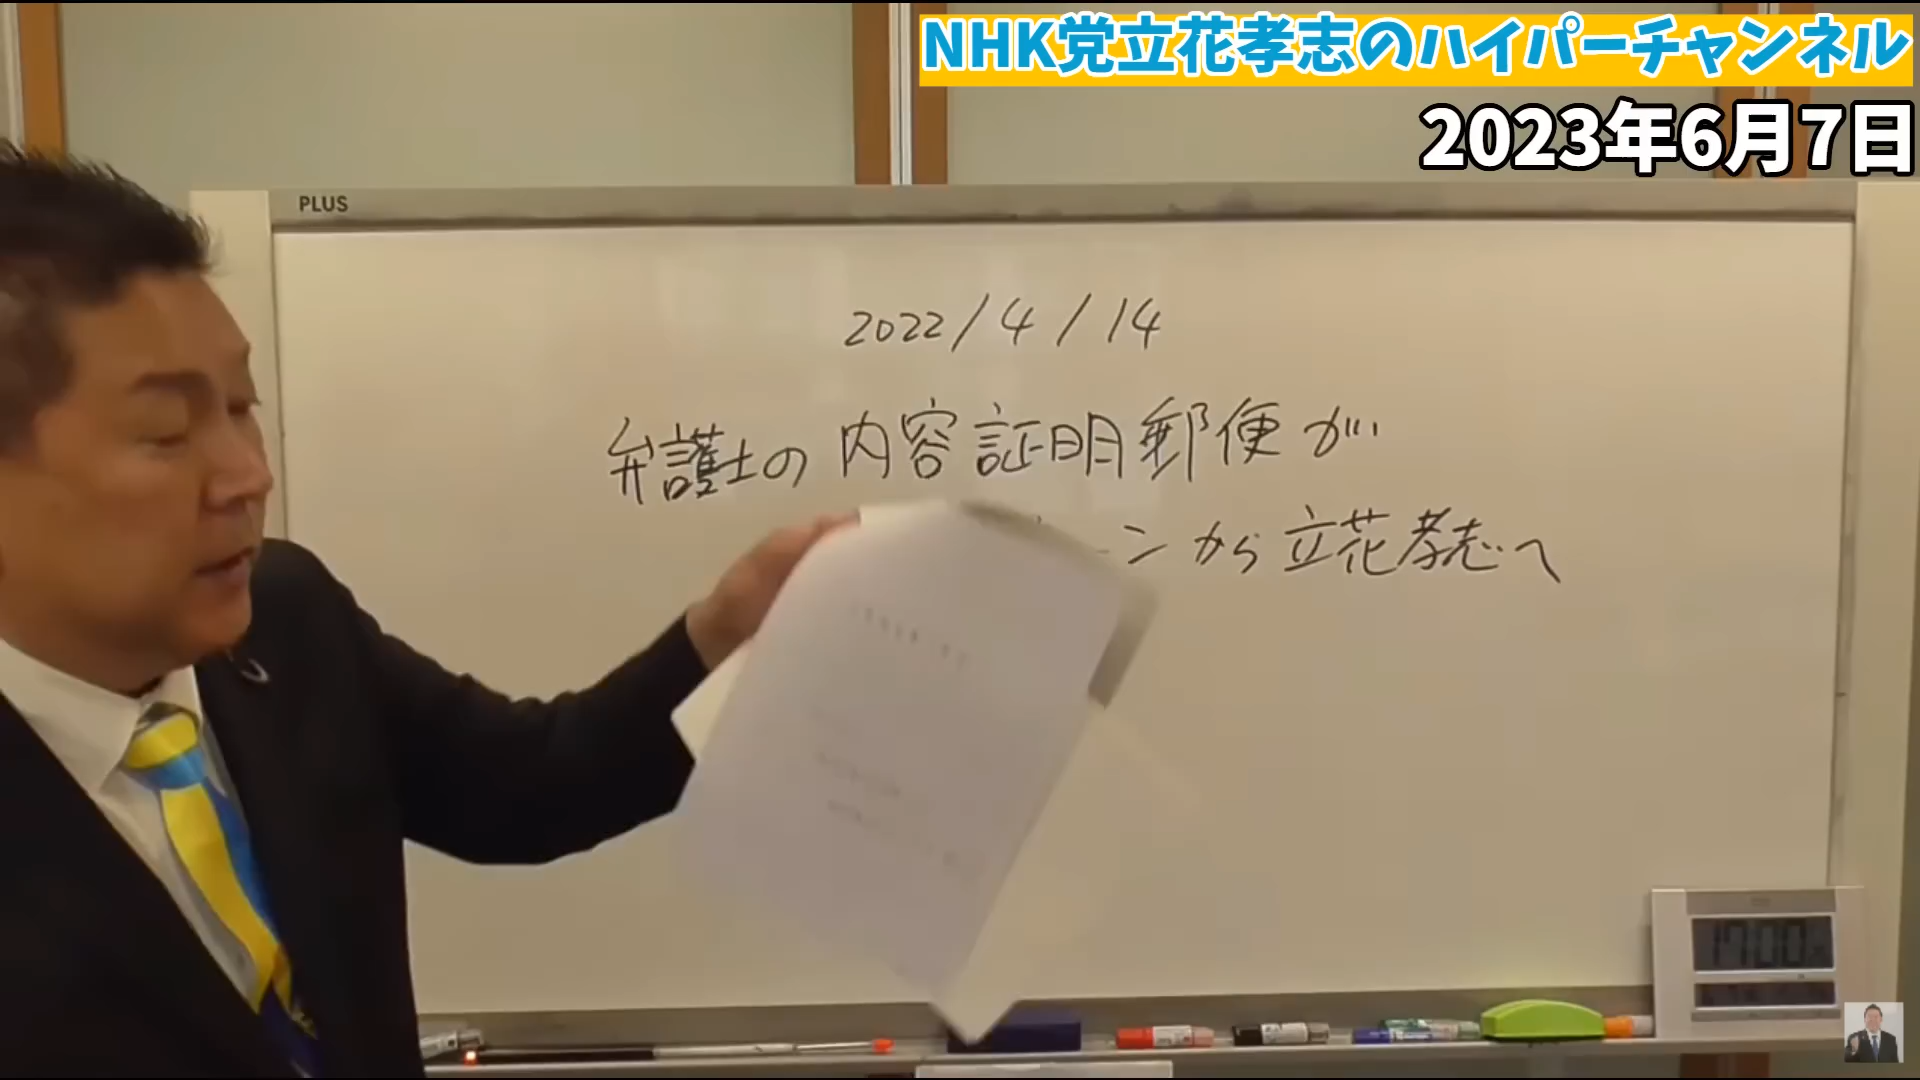 NHK党立花孝志のハイパーチャンネル
2023年6月7日
PLUS
2022/4/14
弁護士の内容証明郵便が
ーンから立花孝志へ